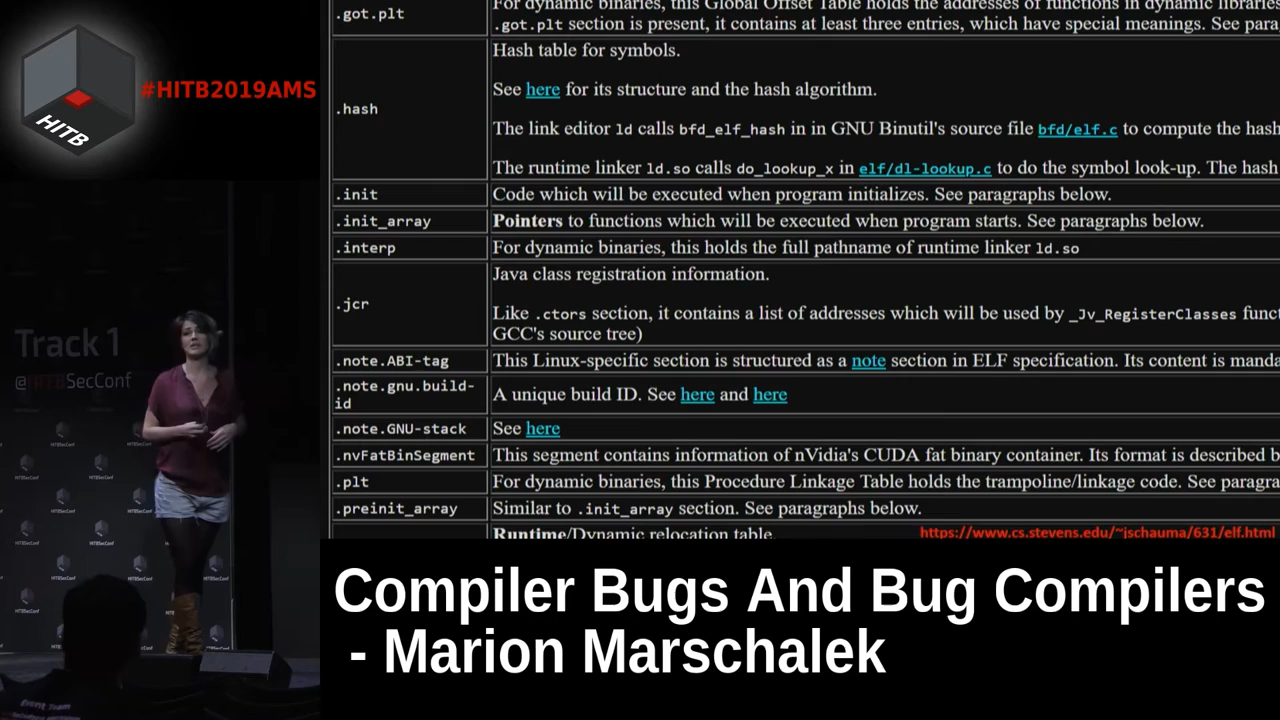 HITB
#HITB2019AMS
Track 1
@HITBSecConf
.got.plt
For dynamic binaries, this Global Offset Table holds the addresses of functions in dynamic libraries
.got.plt section is present, it contains at least three entries, which have special meanings. See para
.hash
Hash table for symbols.
See here for its structure and the hash algorithm.
The link editor ld calls bfd_elf_hash in in GNU Binutil's source file bfd/elf.c to compute the hash
The runtime linker ld.so calls do_lookup_x in elf/dl-lookup.c to do the symbol look-up. The hash
.init
Code which will be executed when program initializes. See paragraphs below.
.init_array
Pointers to functions which will be executed when program starts. See paragraphs below.
.interp
For dynamic binaries, this holds the full pathname of runtime linker ld.so
.jcr
Java class registration information.
Like .ctors section, it contains a list of addresses which will be used by _Jv_RegisterClasses funct
GCC's source tree)
.note.ABI-tag
This Linux-specific section is structured as a note section in ELF specification. Its content is manda
.note.gnu.build-
id
A unique build ID. See here and here
.note.GNU-stack
See here
.nvFatBinSegment
This segment contains information of nVidia's CUDA fat binary container. Its format is described b
.plt
For dynamic binaries, this Procedure Linkage Table holds the trampoline/linkage code. See paragra
.preinit_array
Similar to .init_array section. See paragraphs below.
Runtime/Dynamic relocation table.
https://www.cs.stevens.edu/~jschauma/631/elf.html
Compiler Bugs And Bug Compilers
- Marion Marschalek
Event Team